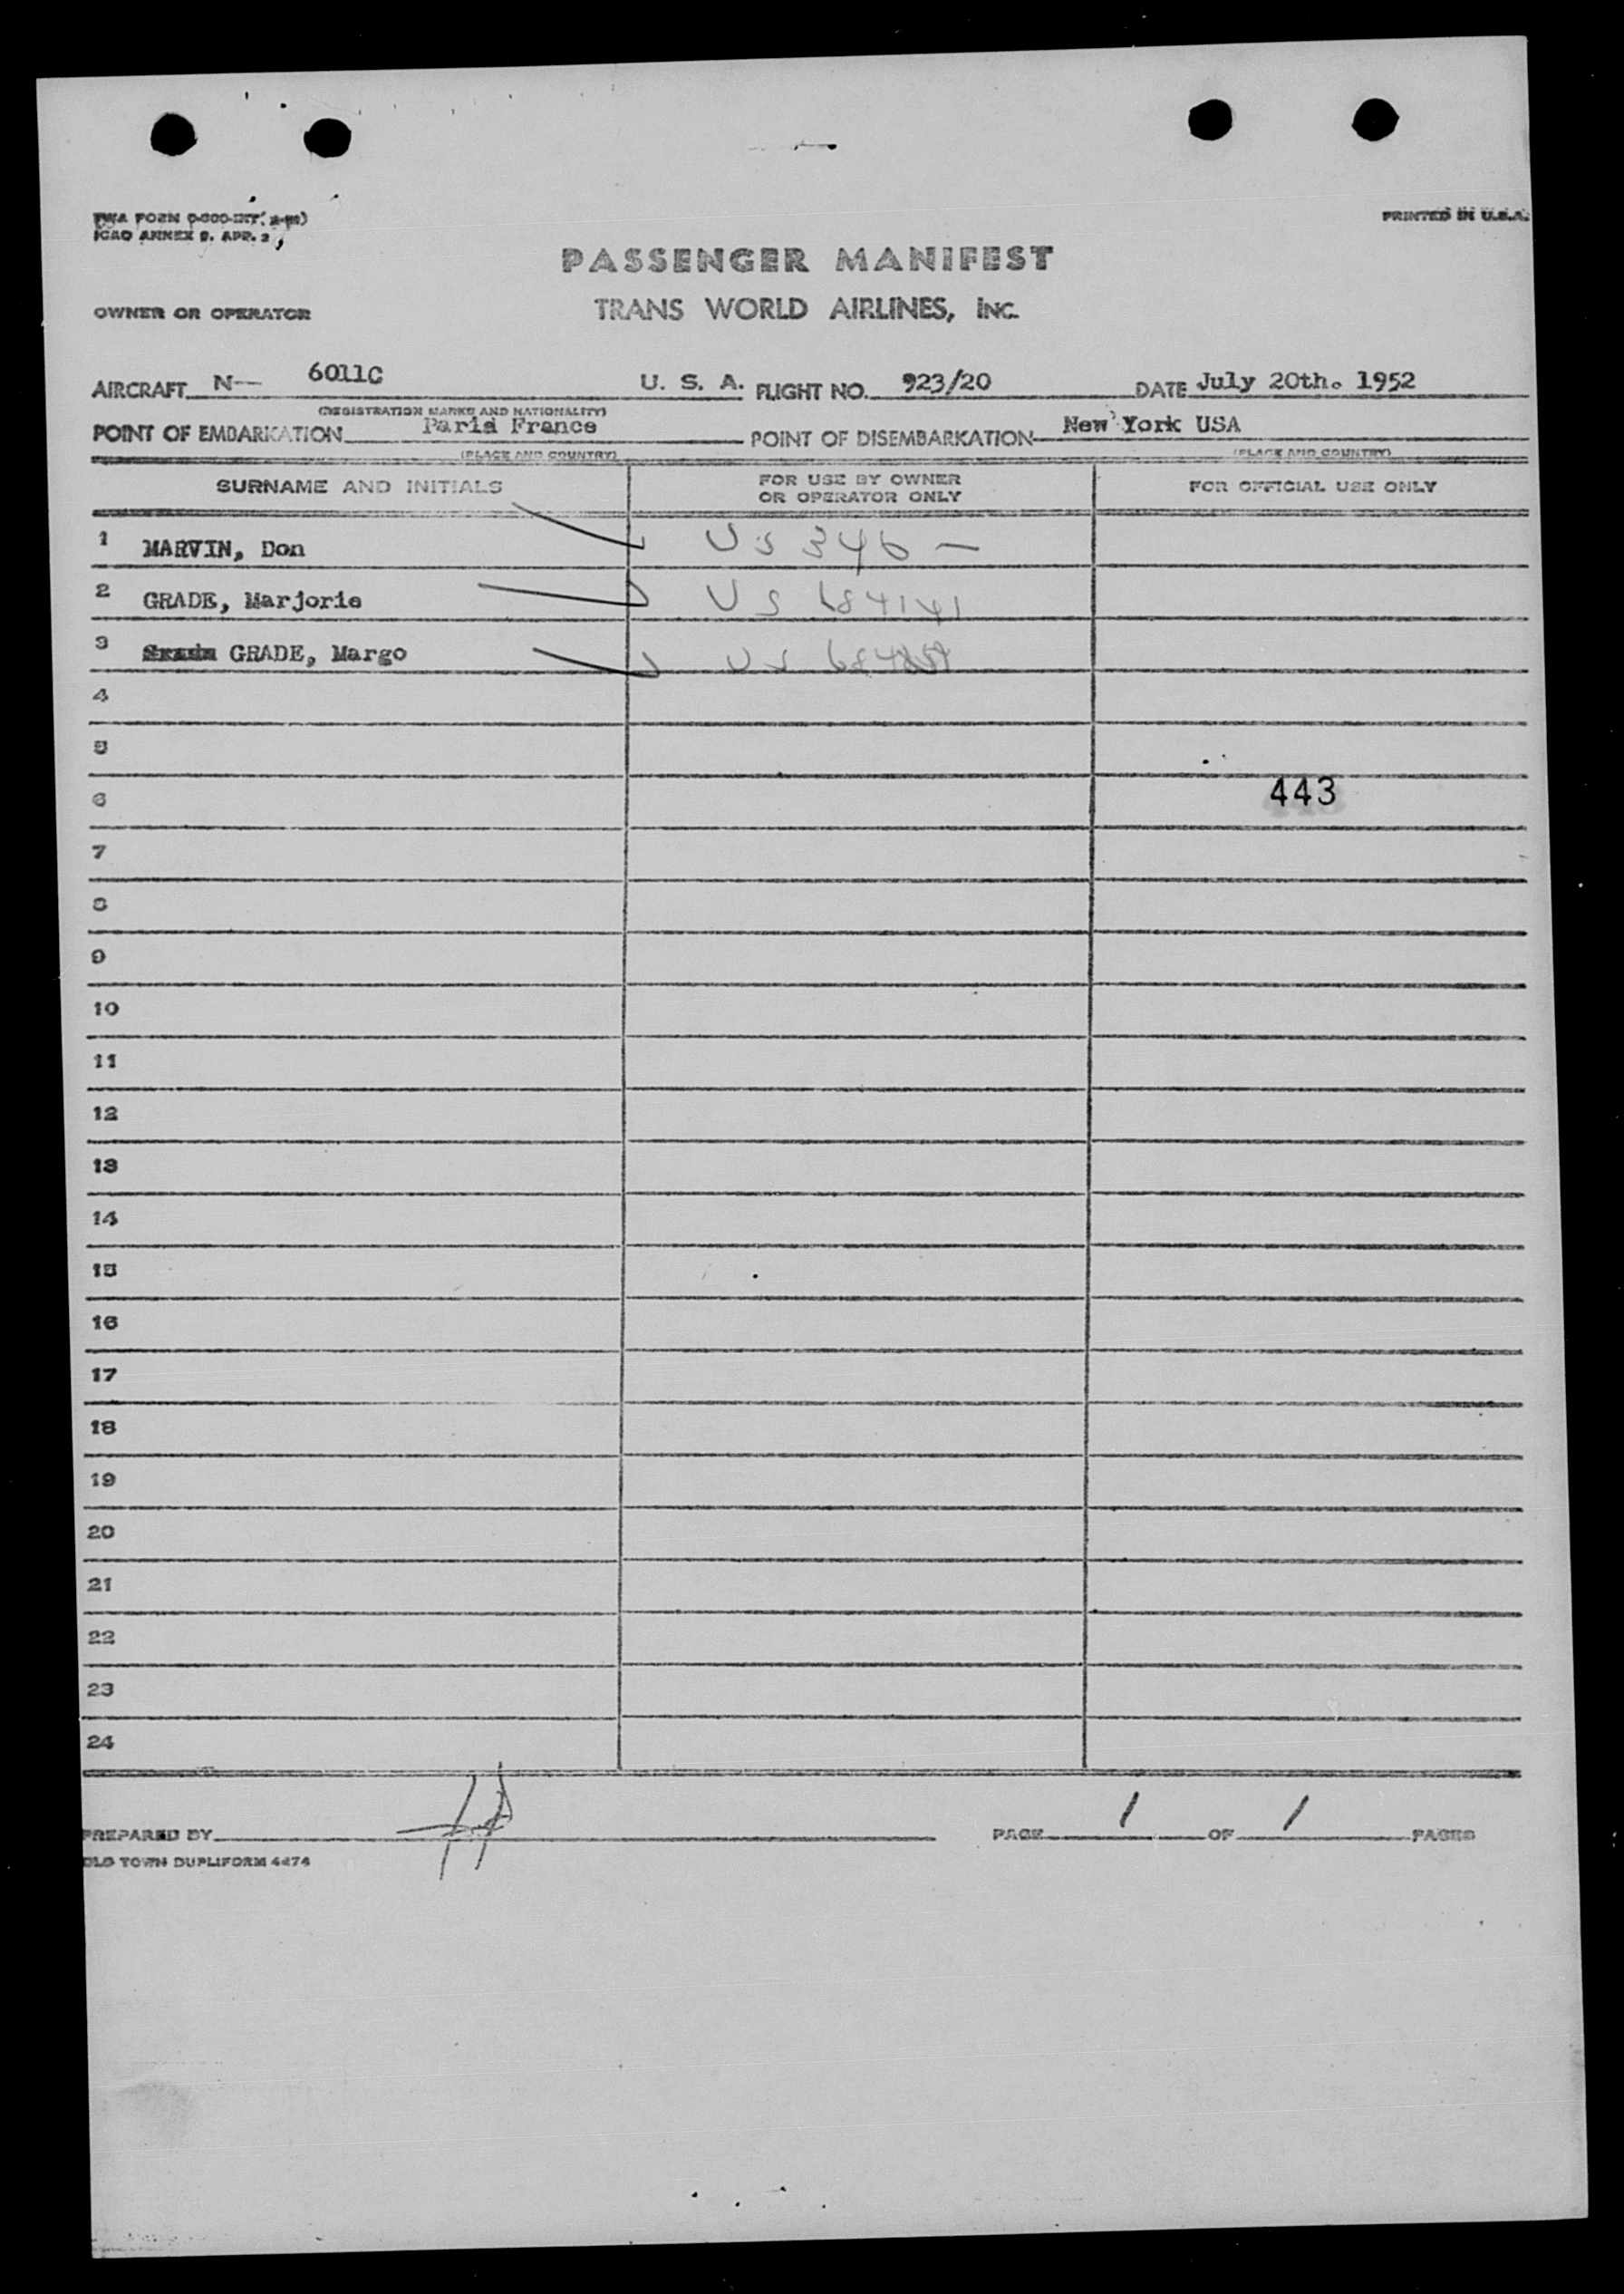 TWA FORM
ICAO ANNEX 9. APP. 2
PRINTED IN U.S.A.
PASSENGER MANIFEST
OWNER OR OPERATOR
TRANS WORLD AIRLINES, INC.
AIRCRAFT N-- 6011C U. S. A. FLIGHT NO. 923/20 DATE July 20th. 1952
(REGISTRATION MARKS AND NATIONALITY)
POINT OF EMBARKATION Paris France POINT OF DISEMBARKATION New York USA
(PLACE AND COUNTRY) (PLACE AND COUNTRY)
SURNAME AND INITIALS FOR USE BY OWNER OR OPERATOR ONLY FOR OFFICIAL USE ONLY
1 MARVIN, Don US 346 —
2 GRADE, Marjorie US 684141
3 GRADE, Margo US
4
5
6 443
7
8
9
10
11
12
13
14
15
16
17
18
19
20
21
22
23
24
PREPARED BY PAGE 1 OF 1 PAGES
OLD TOWN DUPLIFORM 4474